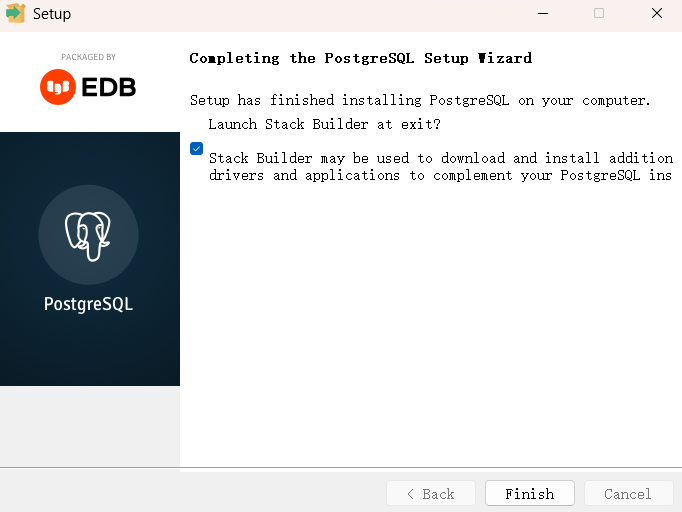 Setup
PACKAGED BY
EDB
PostgreSQL
Completing the PostgreSQL Setup Wizard
Setup has finished installing PostgreSQL on your computer.
Launch Stack Builder at exit?
Stack Builder may be used to download and install addition
drivers and applications to complement your PostgreSQL ins
< Back
Finish
Cancel